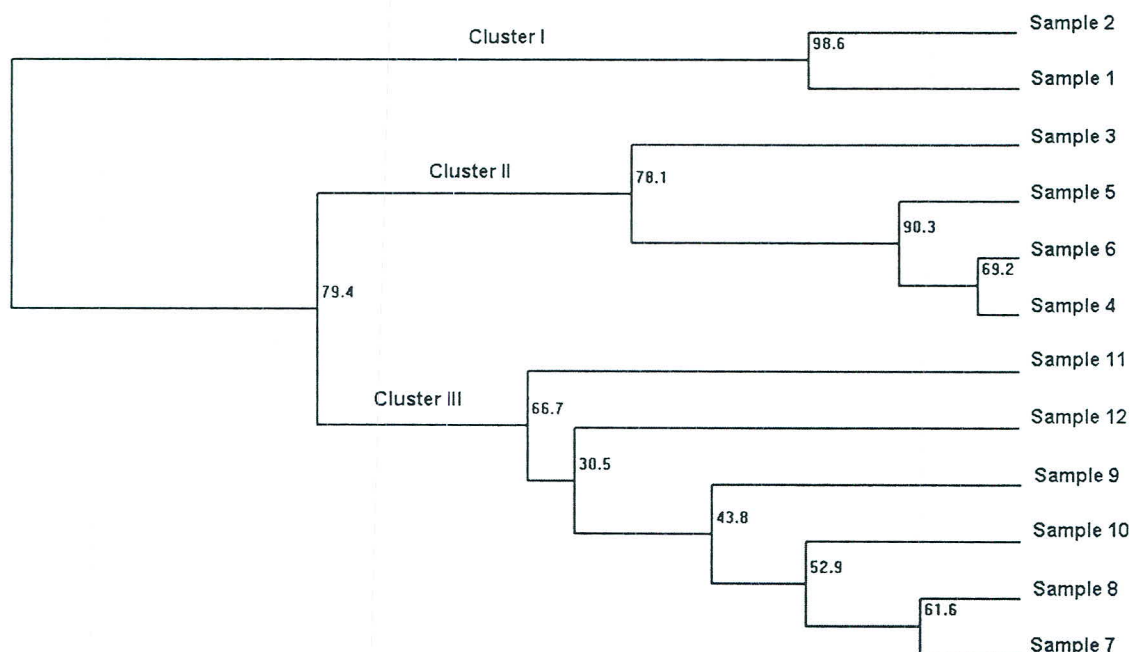 Sample 2
Cluster I
98.6
Sample 1
Sample 3
Cluster II
78.1
Sample 5
90.3
Sample 6
69.2
79.4
Sample 4
Sample 11
Cluster III
66.7
Sample 12
30.5
Sample 9
43.8
Sample 10
52.9
Sample 8
61.6
Sample 7